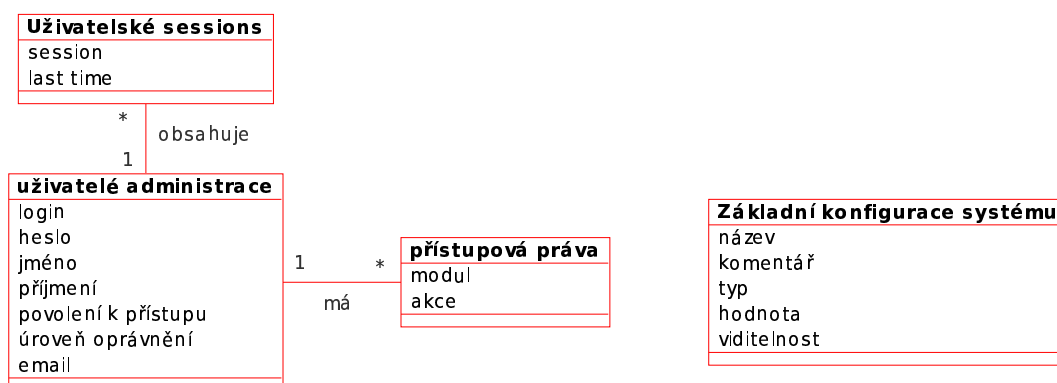 Uživatelské sessions
session
last time
*
obsahuje
1
uživatelé administrace
login
heslo
jméno
příjmení
povolení k přístupu
úroveň oprávnění
email
1
*
má
přístupová práva
modul
akce
Základní konfigurace systému
název
komentář
typ
hodnota
viditelnost